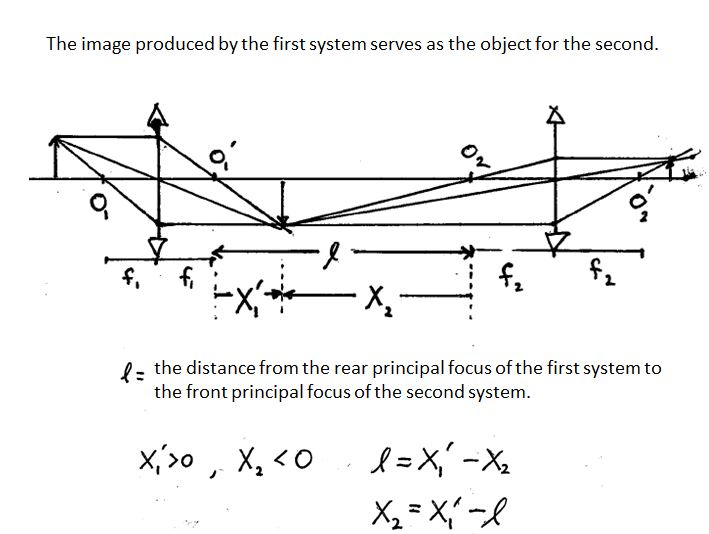 The image produced by the first system serves as the object for the second.
O₁' O₂
O₁ O₂'
l
f₁ f₁ f₂ f₂
-X₁' X₂
l = the distance from the rear principal focus of the first system to
the front principal focus of the second system.
X₁'>0 , X₂ <0 l = X₁' - X₂
X₂ = X₁' - l